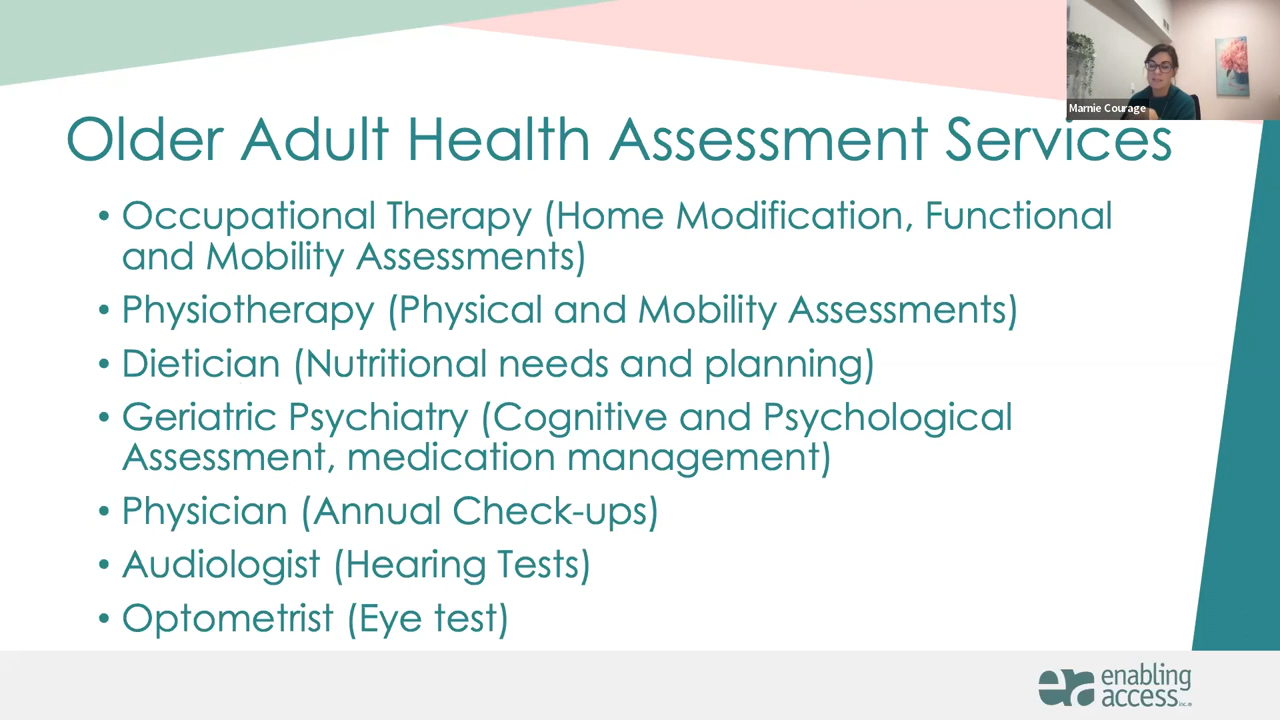 Marnie Courage
Older Adult Health Assessment Services
• Occupational Therapy (Home Modification, Functional
and Mobility Assessments)
• Physiotherapy (Physical and Mobility Assessments)
• Dietician (Nutritional needs and planning)
• Geriatric Psychiatry (Cognitive and Psychological
Assessment, medication management)
• Physician (Annual Check-ups)
• Audiologist (Hearing Tests)
• Optometrist (Eye test)
ea enabling
access inc.®